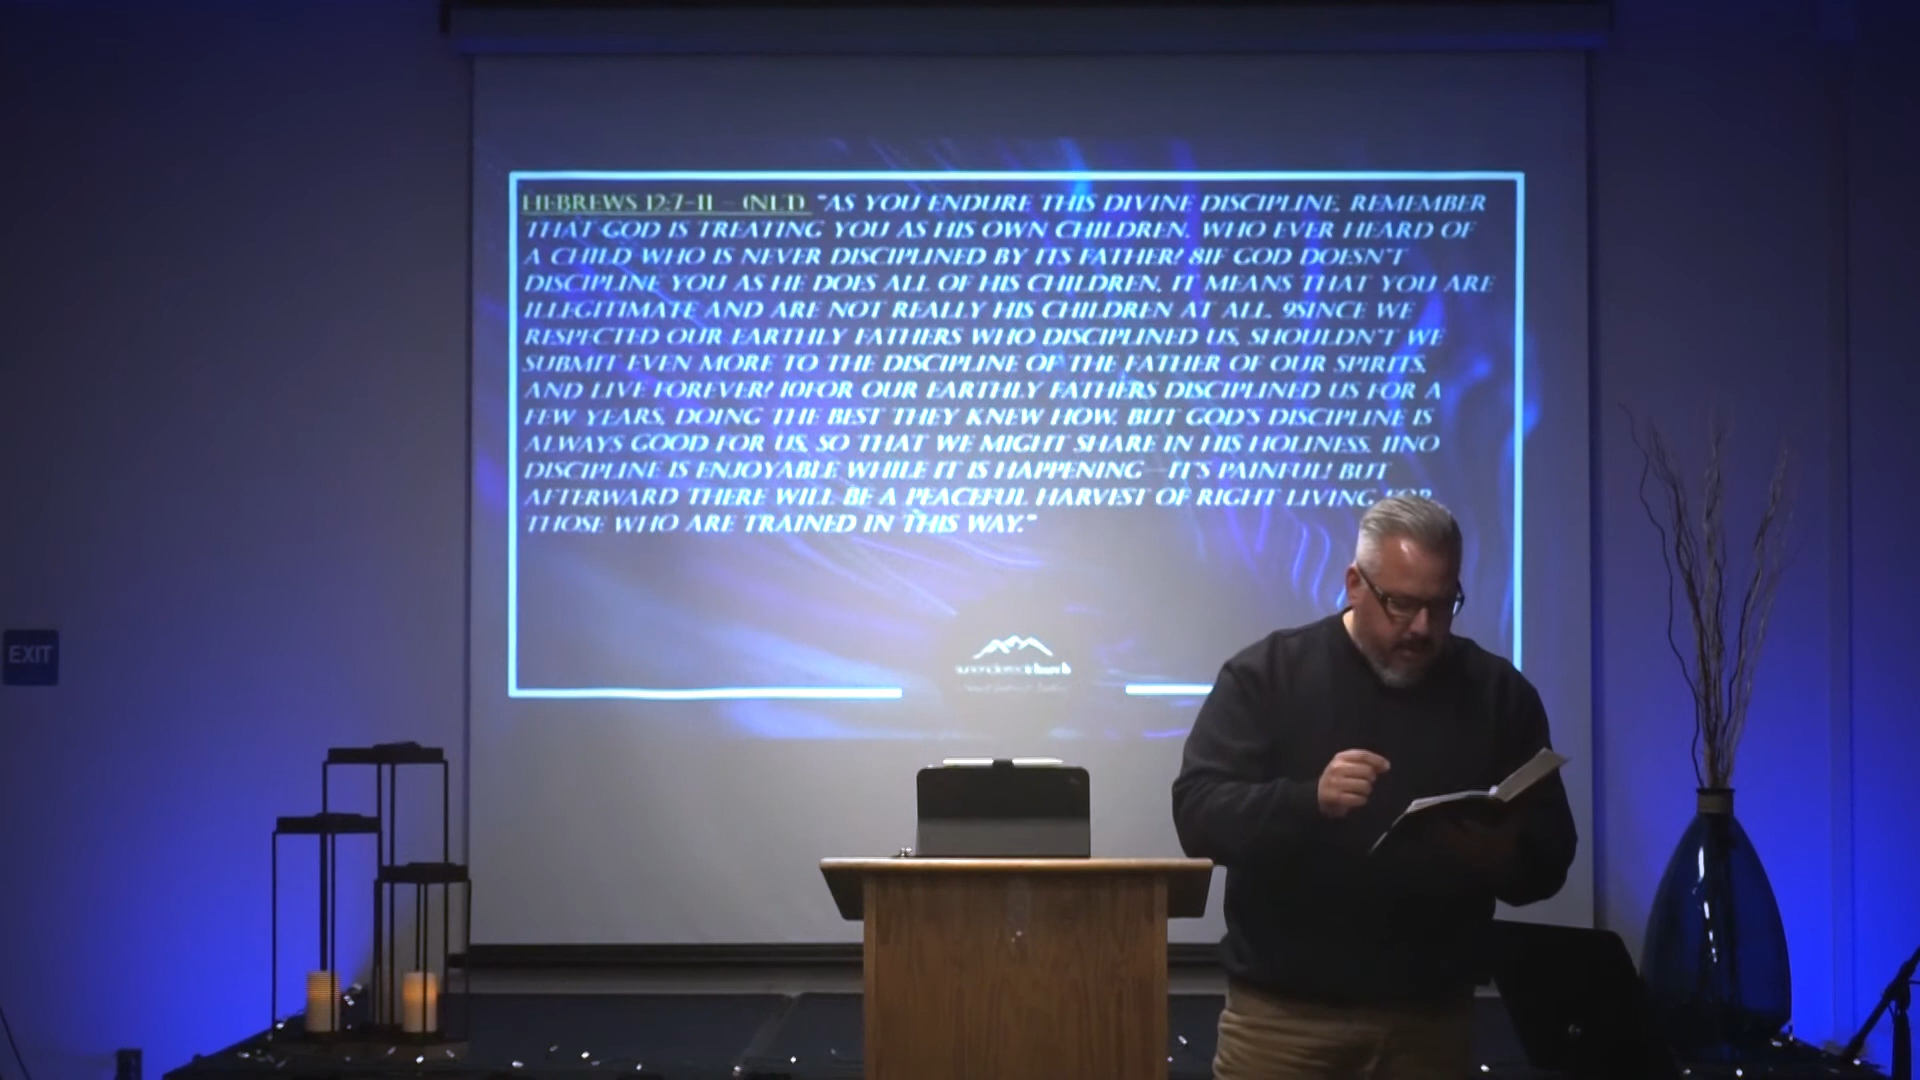 HEBREWS 12:7-11 – (NLT) "AS YOU ENDURE THIS DIVINE DISCIPLINE, REMEMBER
THAT GOD IS TREATING YOU AS HIS OWN CHILDREN. WHO EVER HEARD OF
A CHILD WHO IS NEVER DISCIPLINED BY ITS FATHER? 8IF GOD DOESN'T
DISCIPLINE YOU AS HE DOES ALL OF HIS CHILDREN, IT MEANS THAT YOU ARE
ILLEGITIMATE AND ARE NOT REALLY HIS CHILDREN AT ALL. 9SINCE WE
RESPECTED OUR EARTHLY FATHERS WHO DISCIPLINED US, SHOULDN'T WE
SUBMIT EVEN MORE TO THE DISCIPLINE OF THE FATHER OF OUR SPIRITS,
AND LIVE FOREVER? 10FOR OUR EARTHLY FATHERS DISCIPLINED US FOR A
FEW YEARS, DOING THE BEST THEY KNEW HOW. BUT GOD'S DISCIPLINE IS
ALWAYS GOOD FOR US, SO THAT WE MIGHT SHARE IN HIS HOLINESS. 11NO
DISCIPLINE IS ENJOYABLE WHILE IT IS HAPPENING—IT'S PAINFUL! BUT
AFTERWARD THERE WILL BE A PEACEFUL HARVEST OF RIGHT LIVING FOR
THOSE WHO ARE TRAINED IN THIS WAY."
church
EXIT